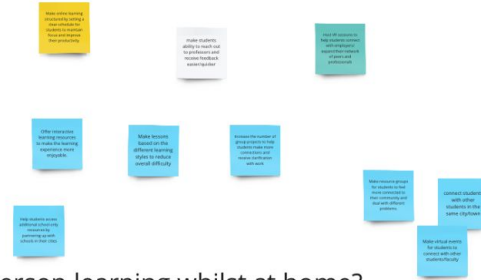 Make online learning
structured by setting a
clear schedule for
students to maintain
focus and improve
their productivity.
make students
ability to reach out
to professors and
receive feedback
easier/quicker
Host VR sessions to
help students connect
with employers/
expand their network
of peers and
professionals
Offer interactive
learning resources
to make the learning
experience more
enjoyable.
Make lessons
based on the
different learning
styles to reduce
overall difficulty
Increase the number of
group projects to help
students make more
connections and
receive clarification
with work
Make resource groups
for students to feel
more connected to
their community and
deal with different
problems.
connect students
with other
students in the
same city/town
Help students access
additional school-only
resources by
partnering up with
schools in their cities
Make virtual events
for students to
connect with other
students/faculty
erson learning whilst at home?